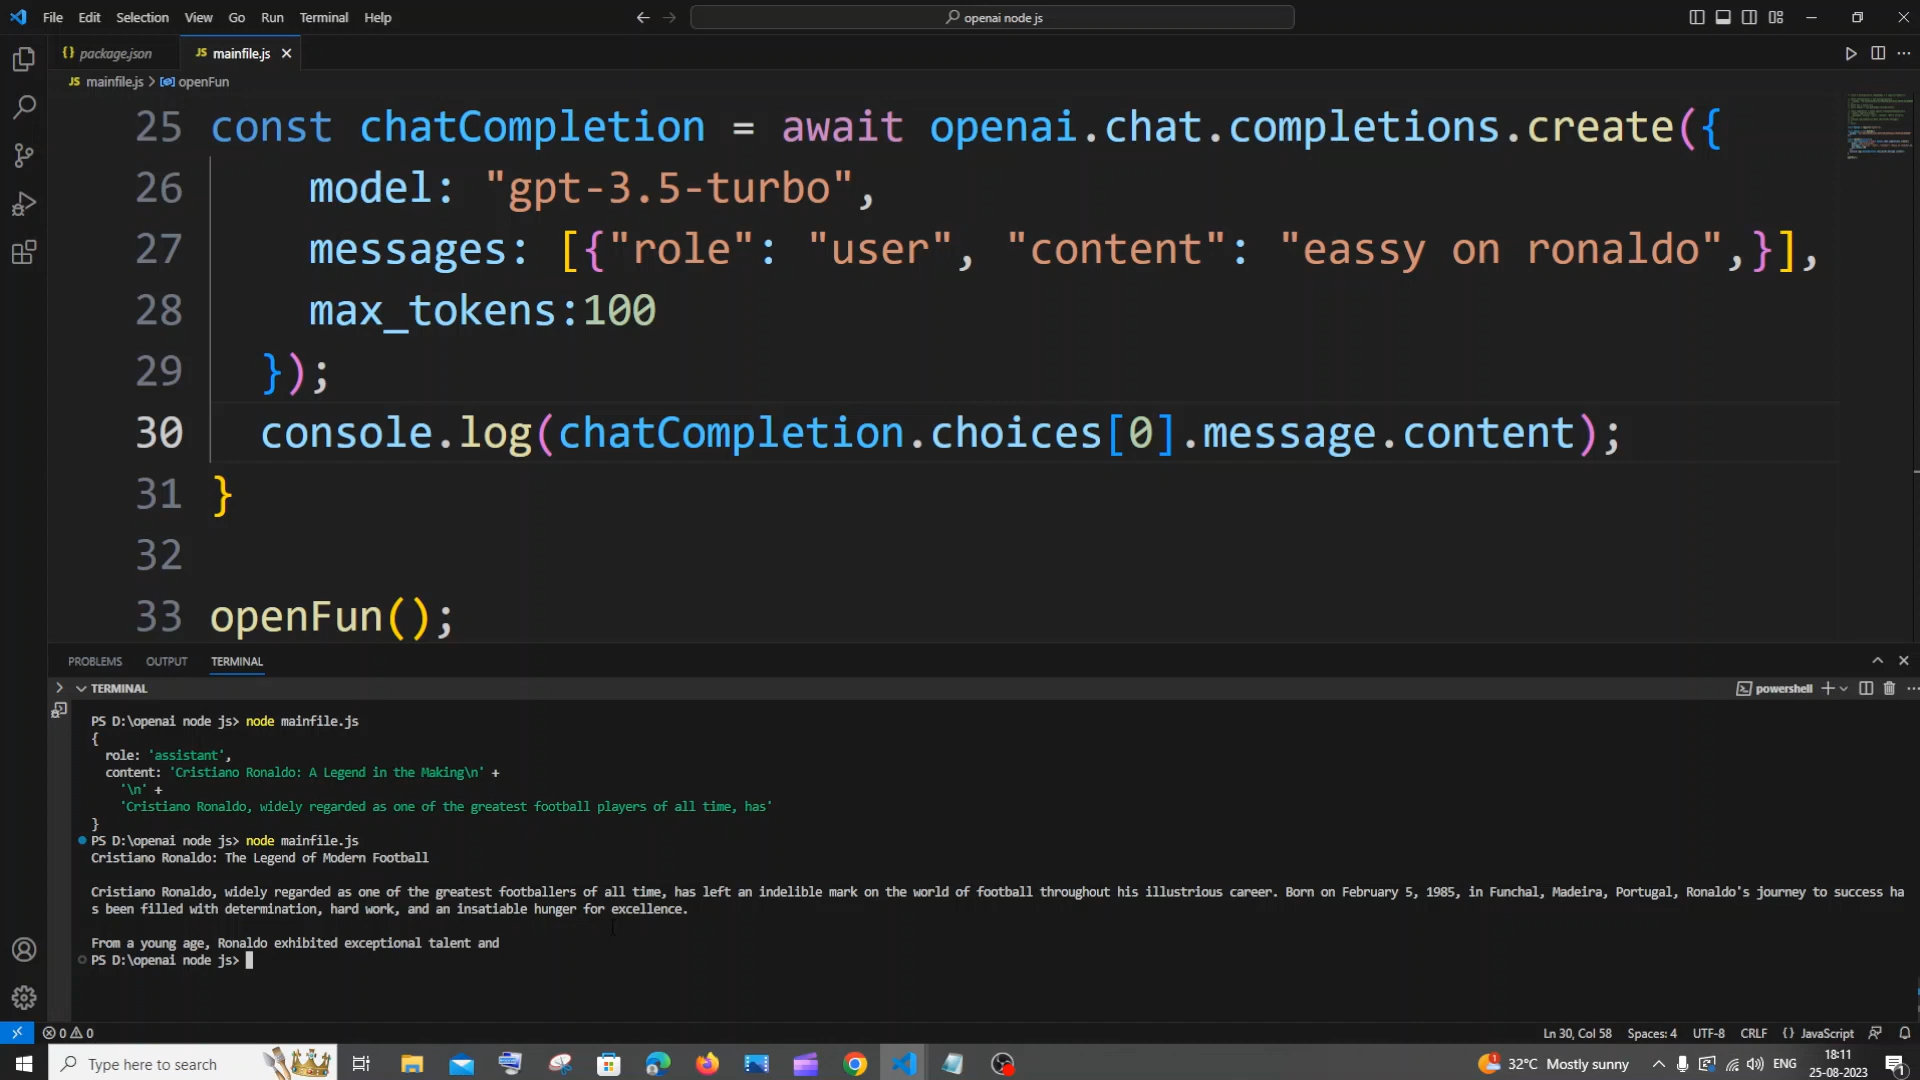 File Edit Selection View Go Run Terminal Help
openai node js
{} package.json
JS mainfile.js
JS mainfile.js > openFun
25 const chatCompletion = await openai.chat.completions.create({
26 model: "gpt-3.5-turbo",
27 messages: [{"role": "user", "content": "eassy on ronaldo",}],
28 max_tokens:100
29 });
30 console.log(chatCompletion.choices[0].message.content);
31 }
32
33 openFun();
PROBLEMS OUTPUT TERMINAL
TERMINAL
powershell
PS D:\openai node js> node mainfile.js
{
role: 'assistant',
content: 'Cristiano Ronaldo: A Legend in the Making\n' +
'\n' +
'Cristiano Ronaldo, widely regarded as one of the greatest football players of all time, has'
}
PS D:\openai node js> node mainfile.js
Cristiano Ronaldo: The Legend of Modern Football
Cristiano Ronaldo, widely regarded as one of the greatest footballers of all time, has left an indelible mark on the world of football throughout his illustrious career. Born on February 5, 1985, in Funchal, Madeira, Portugal, Ronaldo's journey to success ha
s been filled with determination, hard work, and an insatiable hunger for excellence.
From a young age, Ronaldo exhibited exceptional talent and
PS D:\openai node js>
0 0
Ln 30, Col 58 Spaces: 4 UTF-8 CRLF {} JavaScript
Type here to search
1 32°C Mostly sunny
ENG
18:11
25-08-2023
1